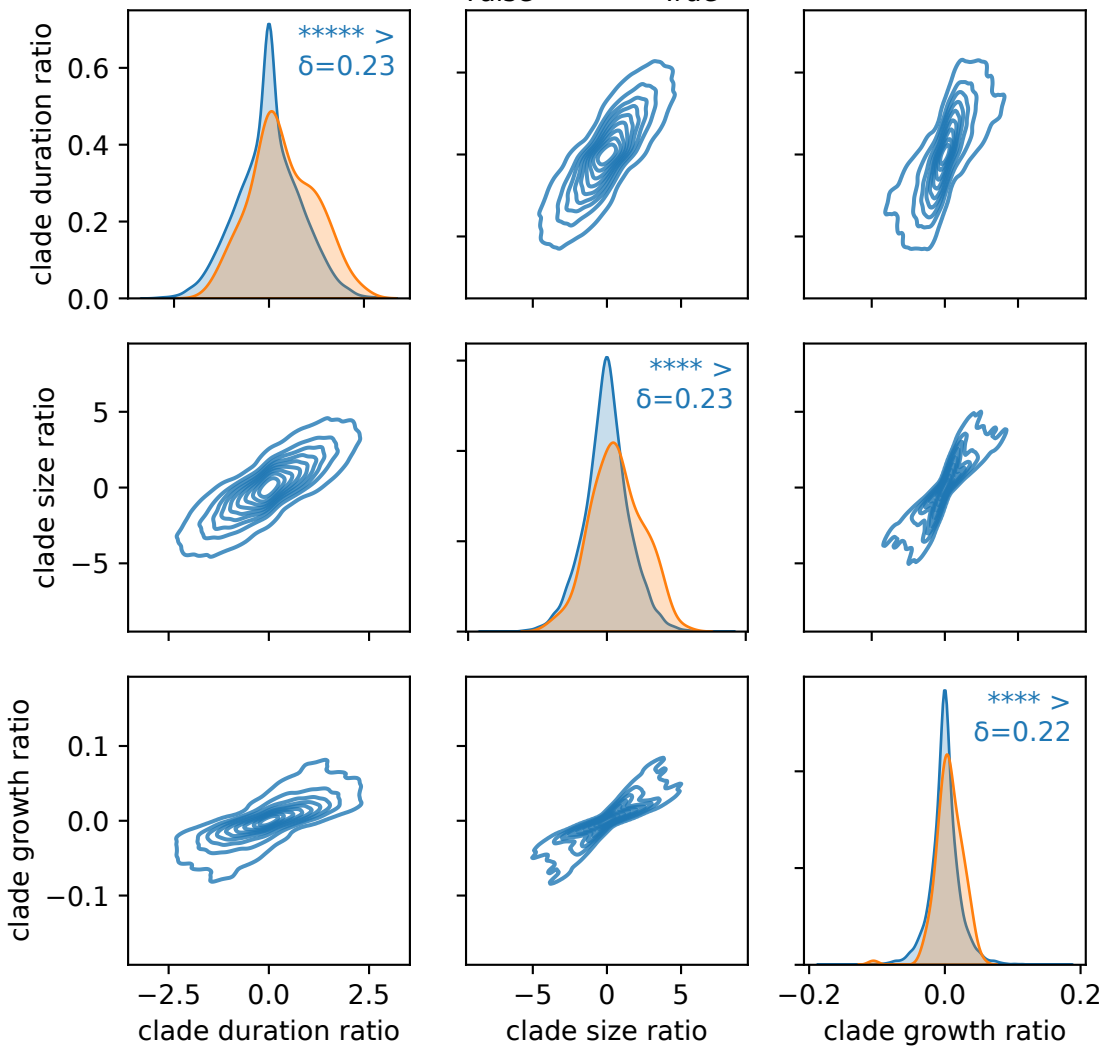 clade duration ratio
0.6
0.4
0.2
0.0
***** >
δ=0.23
clade size ratio
5
0
−5
**** >
δ=0.23
clade growth ratio
0.1
0.0
−0.1
**** >
δ=0.22
−2.5 0.0 2.5
−5 0 5
−0.2 0.0 0.2
clade duration ratio
clade size ratio
clade growth ratio